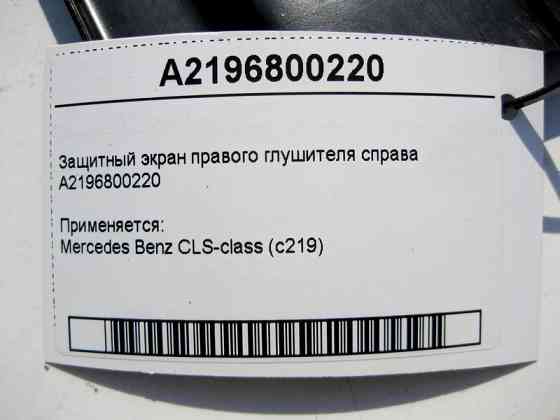 A2196800220
Защитный экран правого глушителя справа
A2196800220
Применяется:
Mercedes Benz CLS-class (c219)